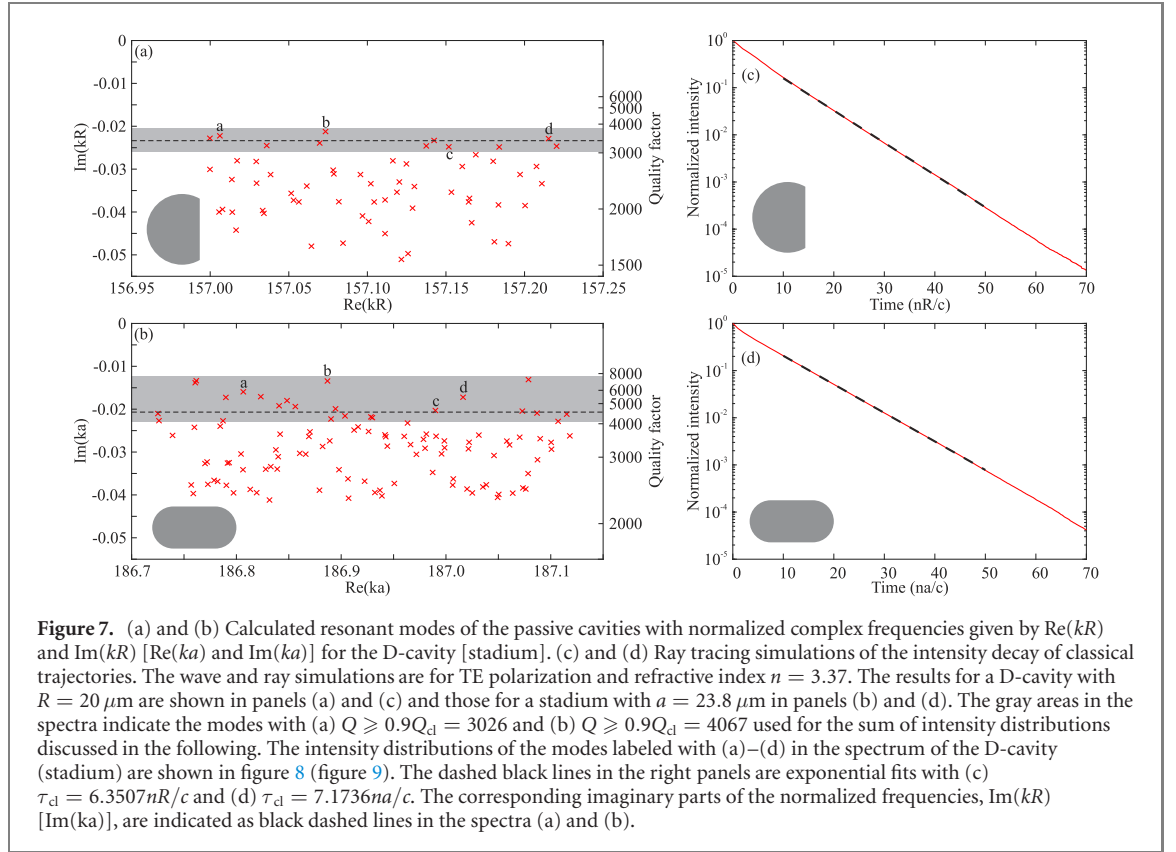 (a)
0
-0.01
-0.02
-0.03
-0.04
-0.05
Im(kR)
a
b
c
d
6000
5000
4000
3000
2000
1500
Quality factor
156.95
157.00
157.05
157.10
157.15
157.20
157.25
Re(kR)
(c)
10^0
10^-1
10^-2
10^-3
10^-4
10^-5
Normalized intensity
0
10
20
30
40
50
60
70
Time (nR/c)
(b)
0
-0.01
-0.02
-0.03
-0.04
-0.05
Im(ka)
a
b
c
d
8000
6000
5000
4000
3000
2000
Quality factor
186.7
186.8
186.9
187.0
187.1
Re(ka)
(d)
10^0
10^-1
10^-2
10^-3
10^-4
10^-5
Normalized intensity
0
10
20
30
40
50
60
70
Time (na/c)
Figure 7. (a) and (b) Calculated resonant modes of the passive cavities with normalized complex frequencies given by Re(kR)
and Im(kR) [Re(ka) and Im(ka)] for the D-cavity [stadium]. (c) and (d) Ray tracing simulations of the intensity decay of classical
trajectories. The wave and ray simulations are for TE polarization and refractive index n = 3.37. The results for a D-cavity with
R = 20 μm are shown in panels (a) and (c) and those for a stadium with a = 23.8 μm in panels (b) and (d). The gray areas in the
spectra indicate the modes with (a) Q ⩾ 0.9Q_cl = 3026 and (b) Q ⩾ 0.9Q_cl = 4067 used for the sum of intensity distributions
discussed in the following. The intensity distributions of the modes labeled with (a)–(d) in the spectrum of the D-cavity
(stadium) are shown in figure 8 (figure 9). The dashed black lines in the right panels are exponential fits with (c)
τ_cl = 6.3507nR/c and (d) τ_cl = 7.1736na/c. The corresponding imaginary parts of the normalized frequencies, Im(kR)
[Im(ka)], are indicated as black dashed lines in the spectra (a) and (b).